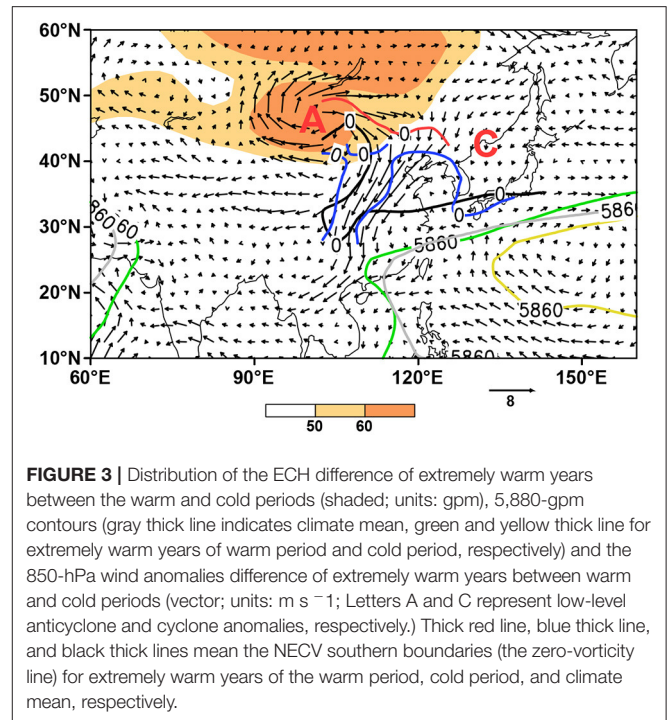 60°N
50°N
A
0
0
C
40°N
0
0
0
860
60
0
5860
30°N
0
5860
20°N
5860
10°N
5860
60°E
90°E
120°E
150°E
8
50
60
FIGURE 3 | Distribution of the ECH difference of extremely warm years
between the warm and cold periods (shaded; units: gpm), 5,880-gpm
contours (gray thick line indicates climate mean, green and yellow thick line for
extremely warm years of warm period and cold period, respectively) and the
850-hPa wind anomalies difference of extremely warm years between warm
and cold periods (vector; units: m s −1; Letters A and C represent low-level
anticyclone and cyclone anomalies, respectively.) Thick red line, blue thick line,
and black thick lines mean the NECV southern boundaries (the zero-vorticity
line) for extremely warm years of the warm period, cold period, and climate
mean, respectively.